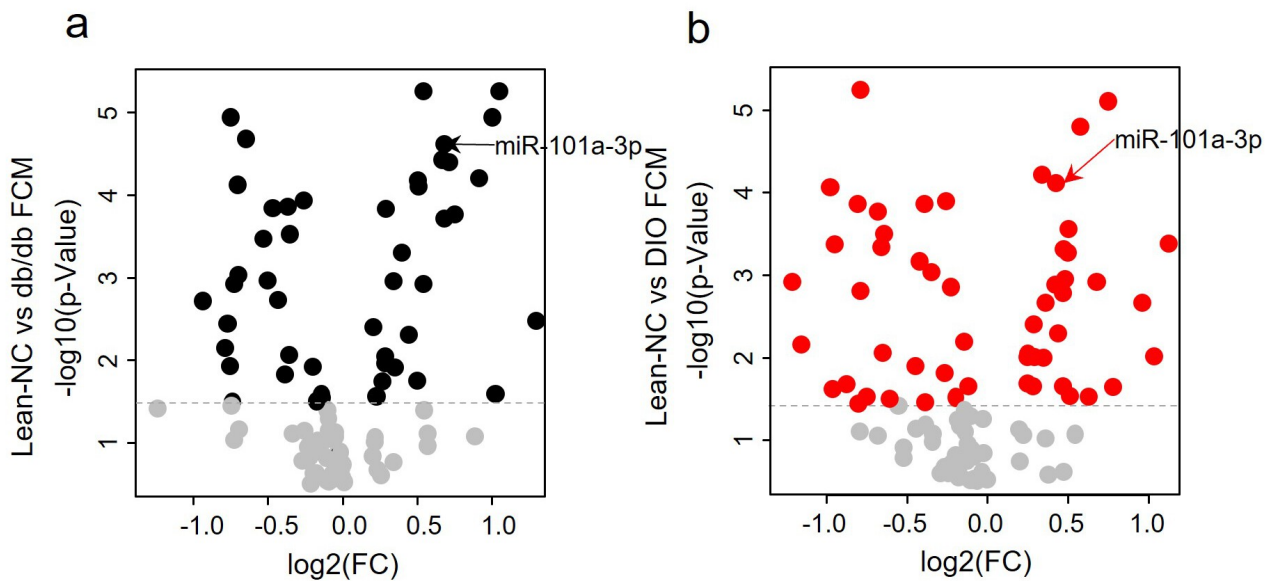 a
Lean-NC vs db/db FCM
-log10(p-Value)
5
4
3
2
1
miR-101a-3p
-1.0
-0.5
0.0
0.5
1.0
log2(FC)
b
Lean-NC vs DIO FCM
-log10(p-Value)
5
4
3
2
1
miR-101a-3p
-1.0
-0.5
0.0
0.5
1.0
log2(FC)